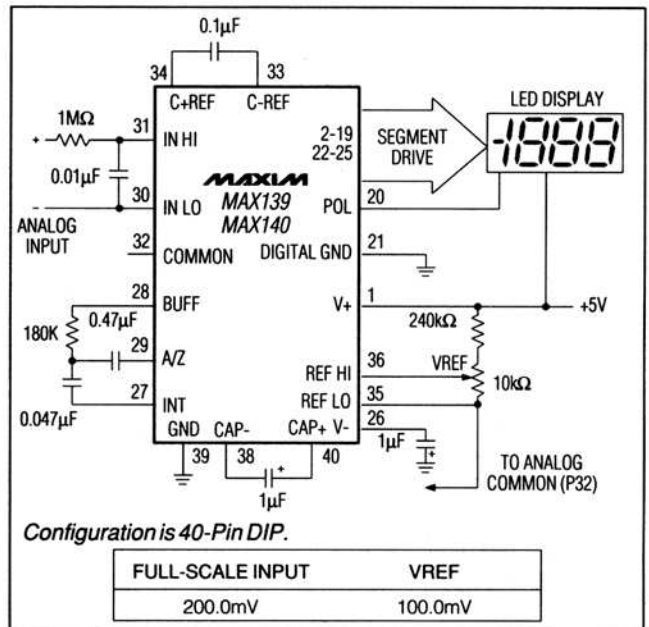 0.1µF
34
33
C+REF
C-REF
1MΩ
31
IN HI
+
0.01µF
2-19
22-25
SEGMENT
DRIVE
LED DISPLAY
-1888
MAXIM
MAX139
MAX140
-
30
IN LO
POL
20
ANALOG
INPUT
32
COMMON
DIGITAL GND
21
28
BUFF
V+
1
+5V
180K
0.47µF
240kΩ
29
A/Z
36
VREF
REF HI
10kΩ
35
REF LO
27
INT
0.047µF
26
V-
1µF
+
GND
CAP-
CAP+
39
38
40
+
1µF
TO ANALOG
COMMON (P32)
Configuration is 40-Pin DIP.
FULL-SCALE INPUT VREF
200.0mV 100.0mV